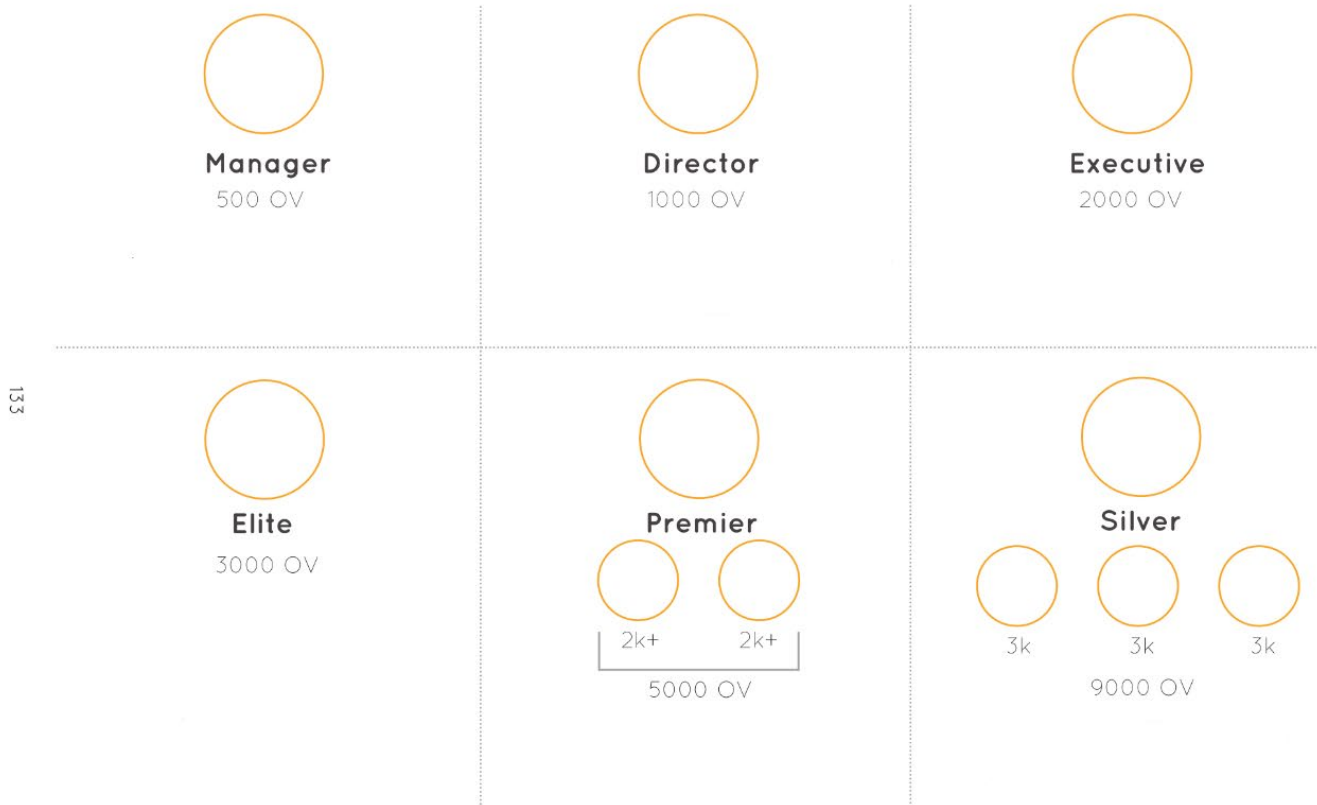 Manager
500 OV
Director
1000 OV
Executive
2000 OV
133
Elite
3000 OV
Premier
2k+ 2k+
5000 OV
Silver
3k 3k 3k
9000 OV